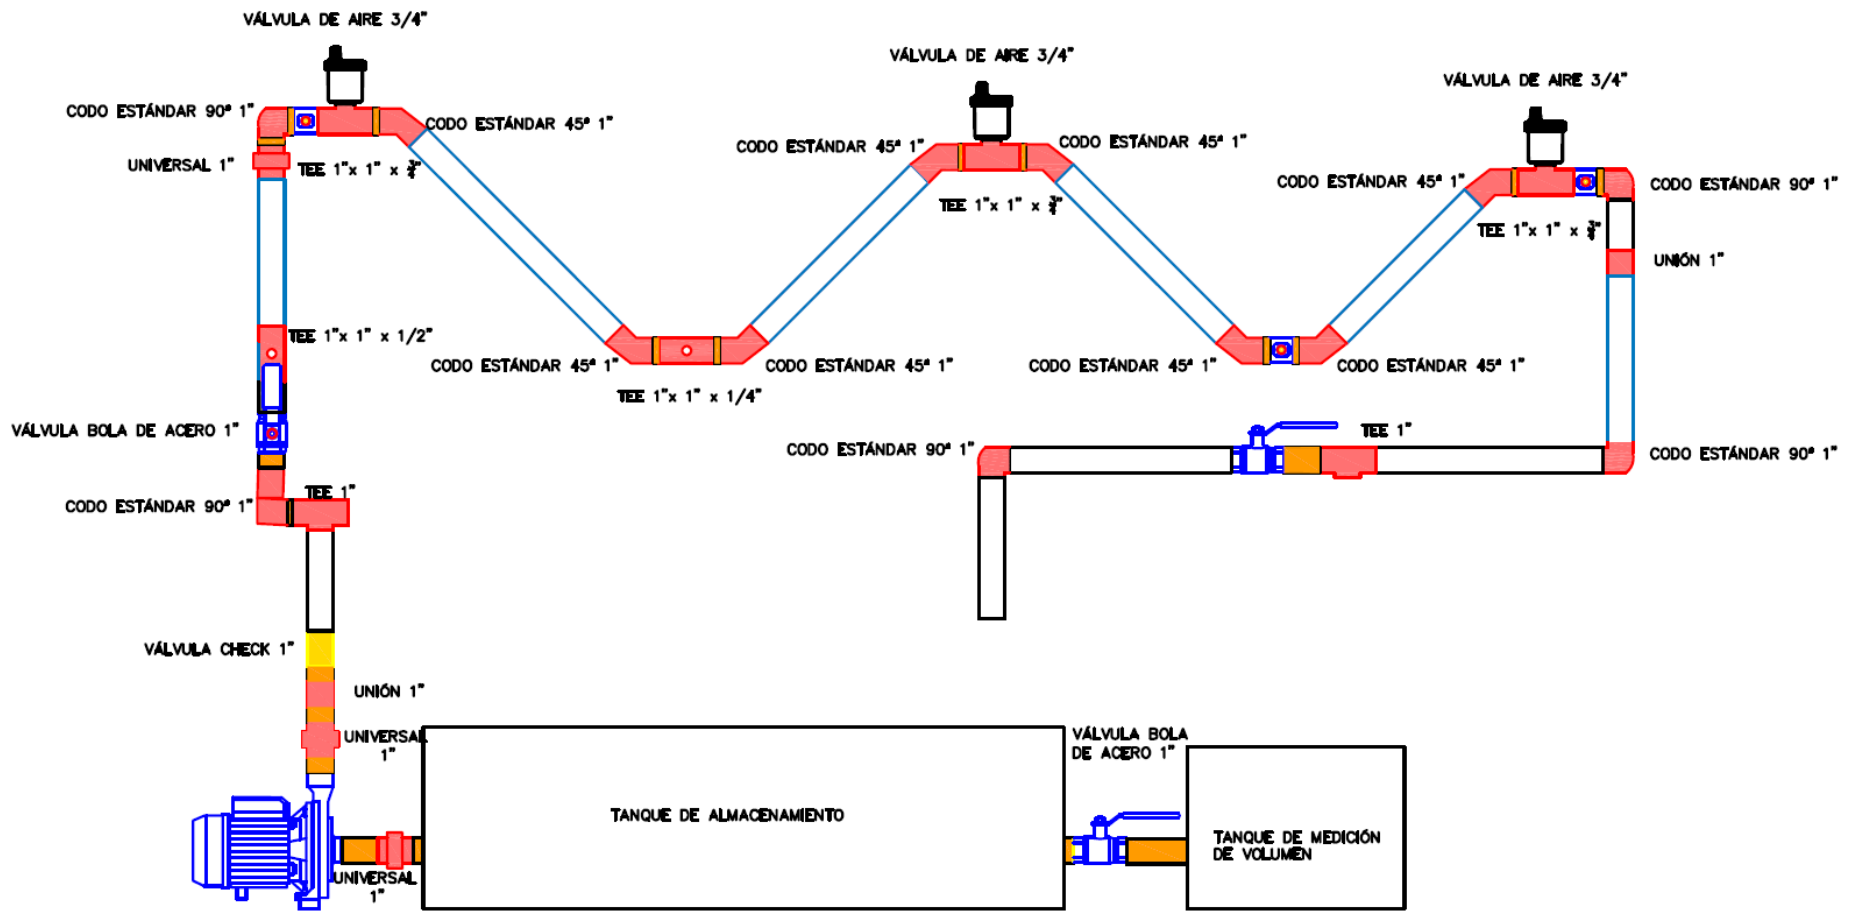 VÁLVULA DE AIRE 3/4"
VÁLVULA DE AIRE 3/4"
VÁLVULA DE AIRE 3/4"
CODO ESTÁNDAR 90° 1"
CODO ESTÁNDAR 45° 1"
CODO ESTÁNDAR 45° 1"
CODO ESTÁNDAR 45° 1"
UNIVERSAL 1"
TEE 1"x 1" x 3/4"
CODO ESTÁNDAR 45° 1"
CODO ESTÁNDAR 90° 1"
TEE 1"x 1" x 3/4"
TEE 1"x 1" x 3/4"
UNIÓN 1"
TEE 1"x 1" x 1/2"
CODO ESTÁNDAR 45° 1"
CODO ESTÁNDAR 45° 1"
CODO ESTÁNDAR 45° 1"
CODO ESTÁNDAR 45° 1"
TEE 1"x 1" x 1/4"
VÁLVULA BOLA DE ACERO 1"
TEE 1"
CODO ESTÁNDAR 90° 1"
CODO ESTÁNDAR 90° 1"
TEE 1"
CODO ESTÁNDAR 90° 1"
VÁLVULA CHECK 1"
UNIÓN 1"
UNIVERSAL
1"
VÁLVULA BOLA
DE ACERO 1"
TANQUE DE ALMACENAMIENTO
TANQUE DE MEDICIÓN
DE VOLUMEN
UNIVERSAL
1"